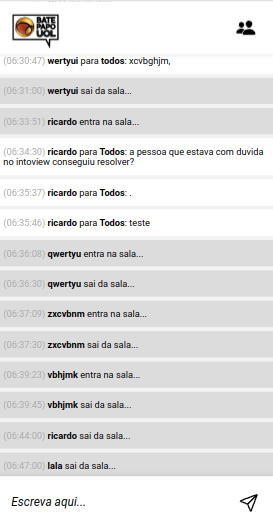 BATE
PAPO
UOL
(06:30:47) wertyui para todos: xcvbghjm,
(06:31:00) wertyui sai da sala...
(06:33:51) ricardo entra na sala...
(06:34:30) ricardo para Todos: a pessoa que estava com duvida
no intoview conseguiu resolver?
(06:35:37) ricardo para Todos: .
(06:35:46) ricardo para Todos: teste
(06:36:08) qwertyu entra na sala...
(06:36:30) qwertyu sai da sala...
(06:37:09) zxcvbnm entra na sala...
(06:37:30) zxcvbnm sai da sala...
(06:39:23) vbhjmk entra na sala...
(06:39:45) vbhjmk sai da sala...
(06:44:00) ricardo sai da sala...
(06:47:00) lala sai da sala...
Escreva aqui...